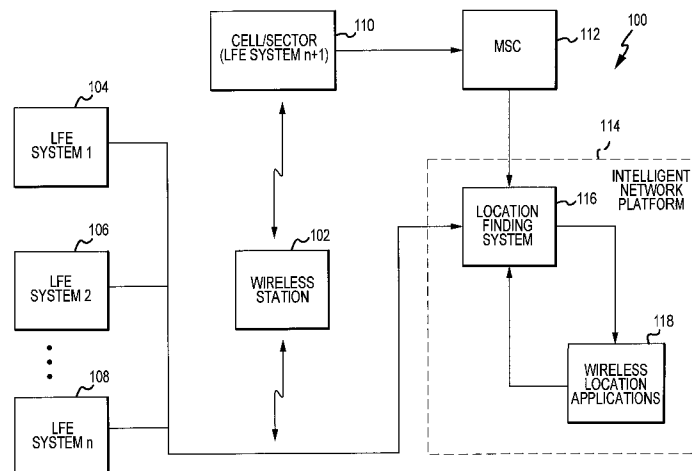 110
CELL/SECTOR
(LFE SYSTEM n+1)
MSC
112
100
104
LFE
SYSTEM 1
114
INTELLIGENT
NETWORK
PLATFORM
LOCATION
FINDING
SYSTEM
116
106
LFE
SYSTEM 2
102
WIRELESS
STATION
118
WIRELESS
LOCATION
APPLICATIONS
108
LFE
SYSTEM n